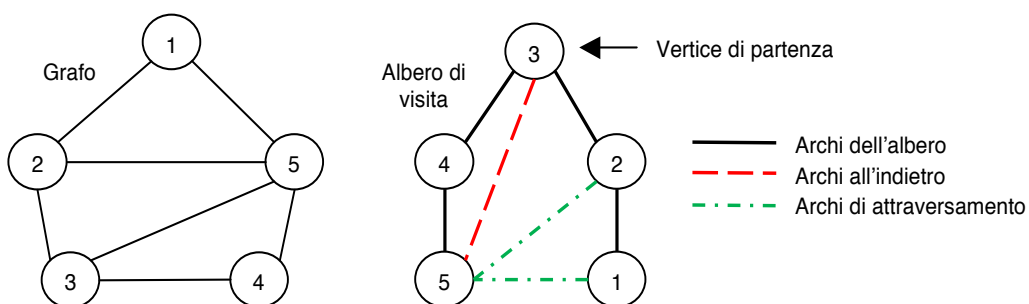 Grafo
1
2
5
3
4
Albero di
visita
3
Vertice di partenza
4
2
5
1
Archi dell'albero
Archi all'indietro
Archi di attraversamento